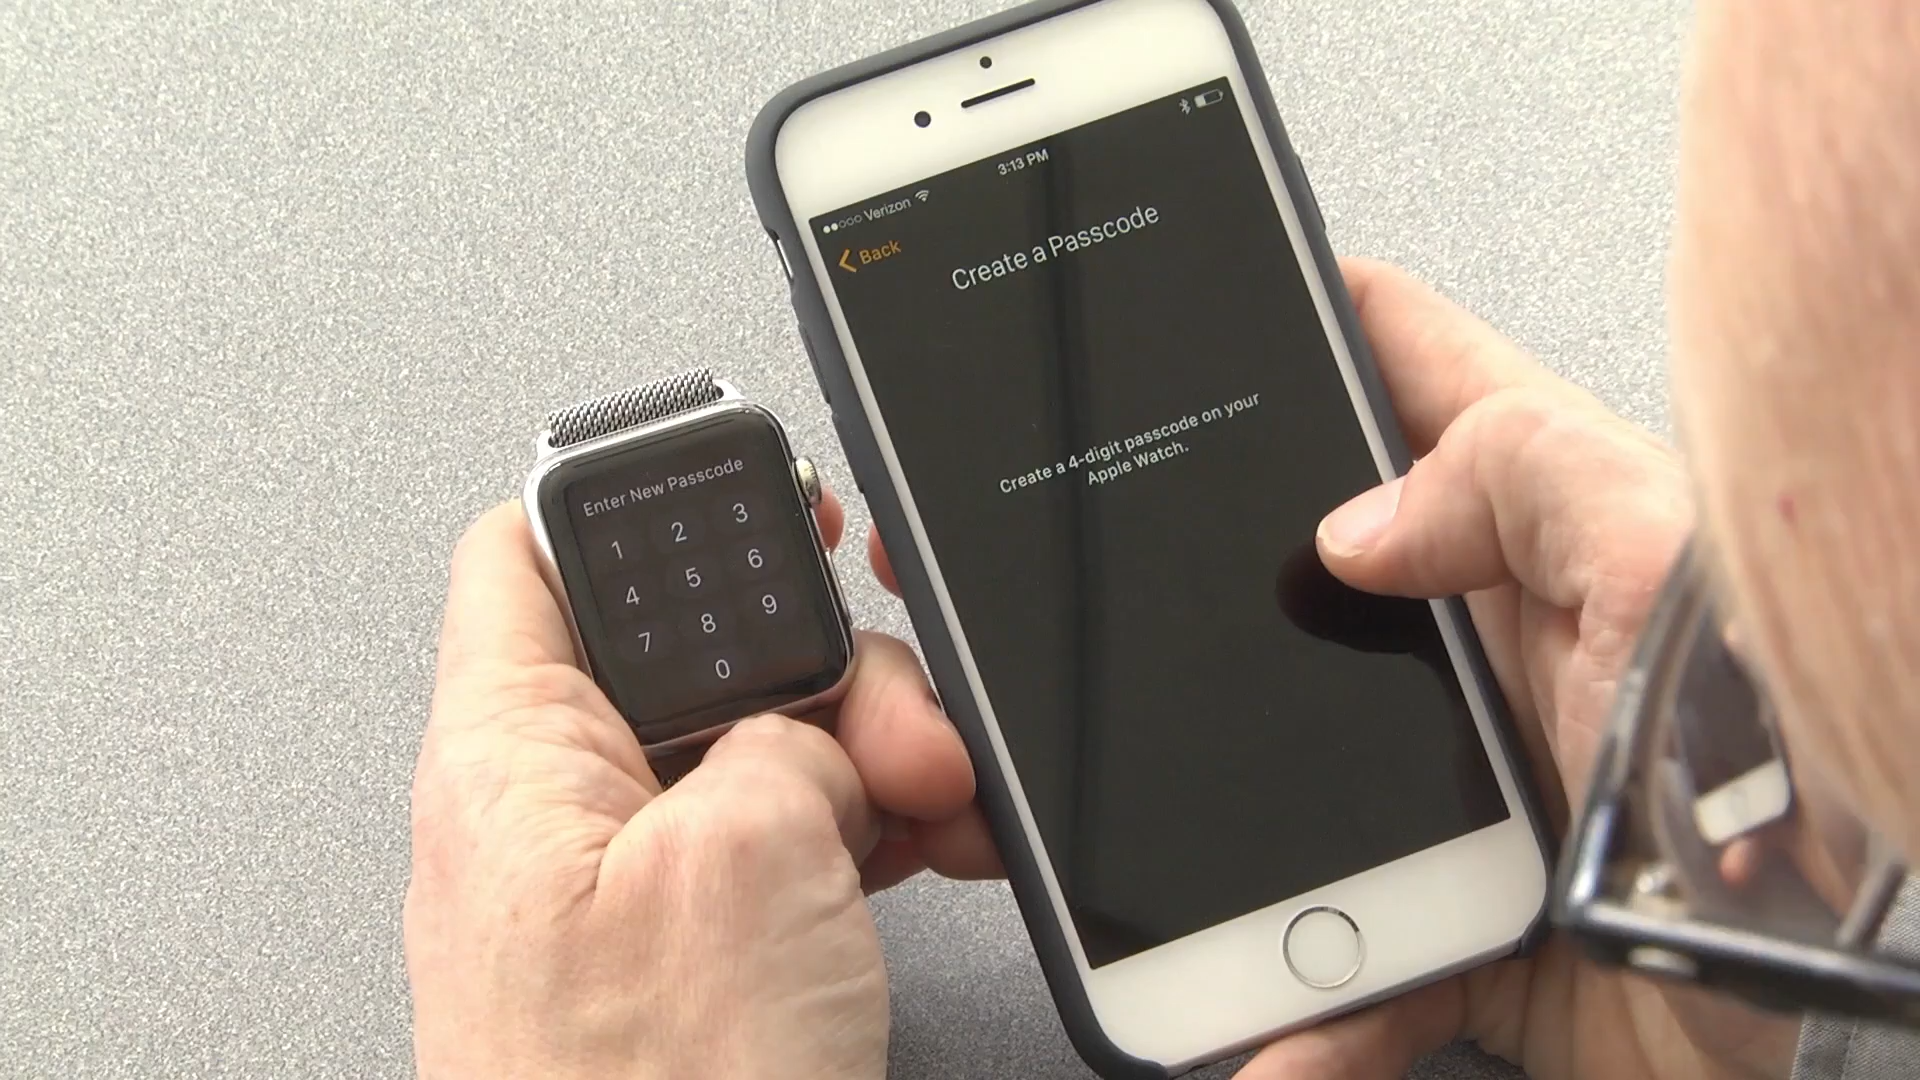 Verizon
3:13 PM
Back
Create a Passcode
Create a 4-digit passcode on your
Apple Watch.
Enter New Passcode
1 2 3
4 5 6
7 8 9
0